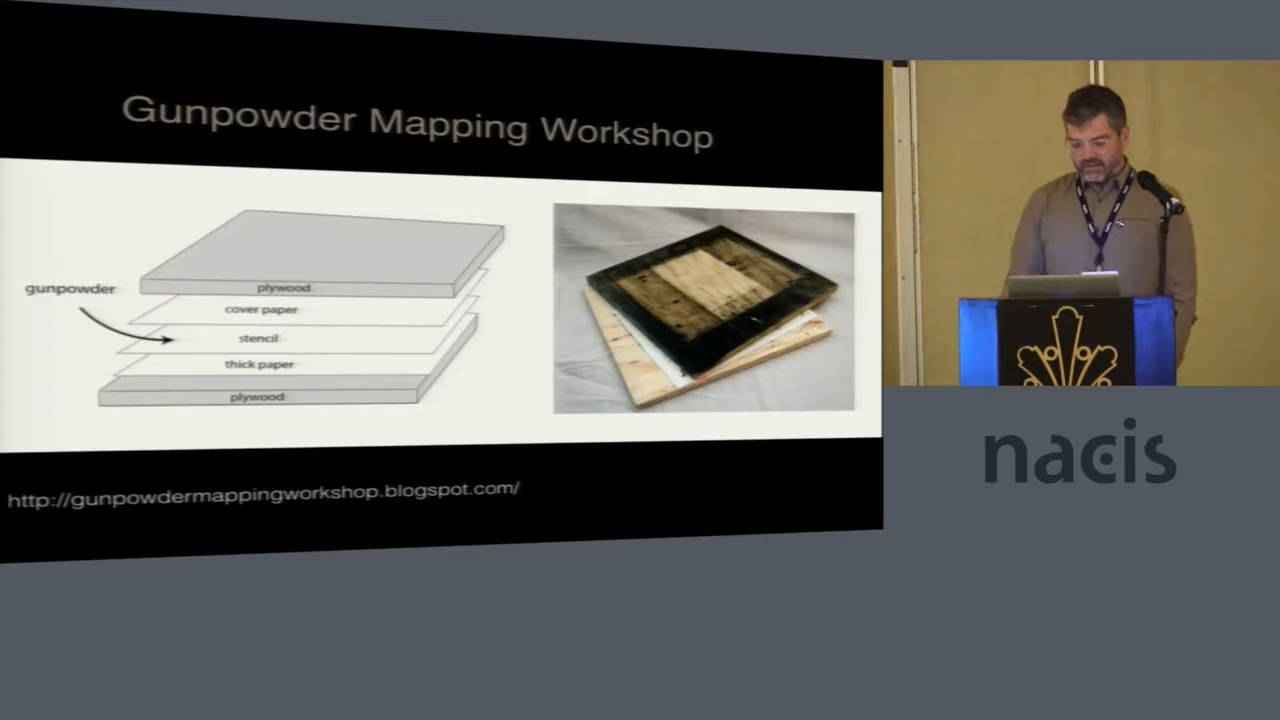 Gunpowder Mapping Workshop
gunpowder
plywood
cover paper
stencil
thick paper
plywood
http://gunpowdermappingworkshop.blogspot.com/
nacis